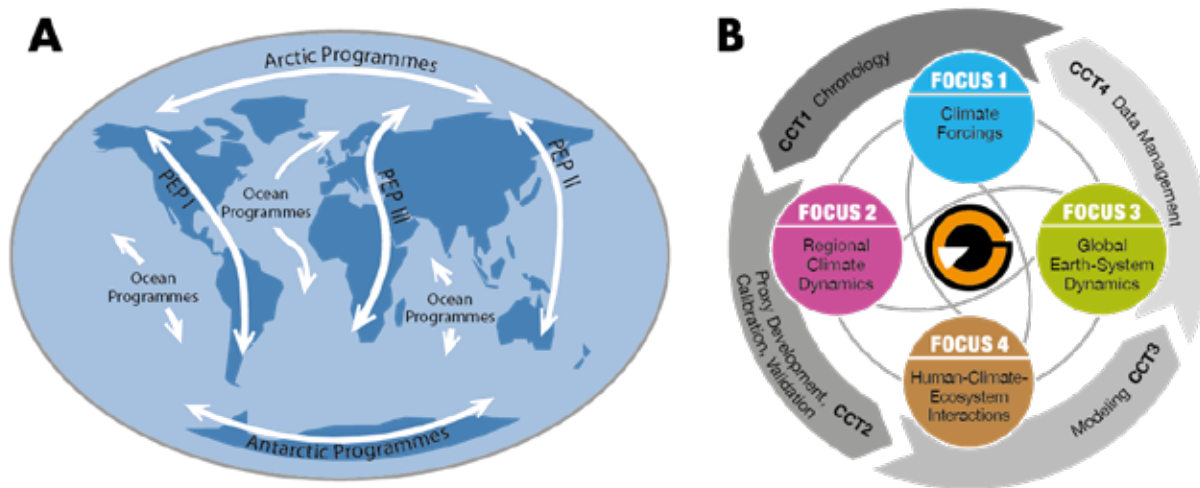 A
Arctic Programmes
PEP I
Ocean
Programmes
PEP III
PEP II
Ocean
Programmes
Ocean
Programmes
Antarctic Programmes
B
CCT1 Chronology
CCT4 Data Management
FOCUS 1
Climate
Forcings
FOCUS 2
Regional
Climate
Dynamics
FOCUS 3
Global
Earth-System
Dynamics
FOCUS 4
Human-Climate-
Ecosystem
Interactions
Proxy Development,
Calibration, Validation CCT2
Modeling CCT3